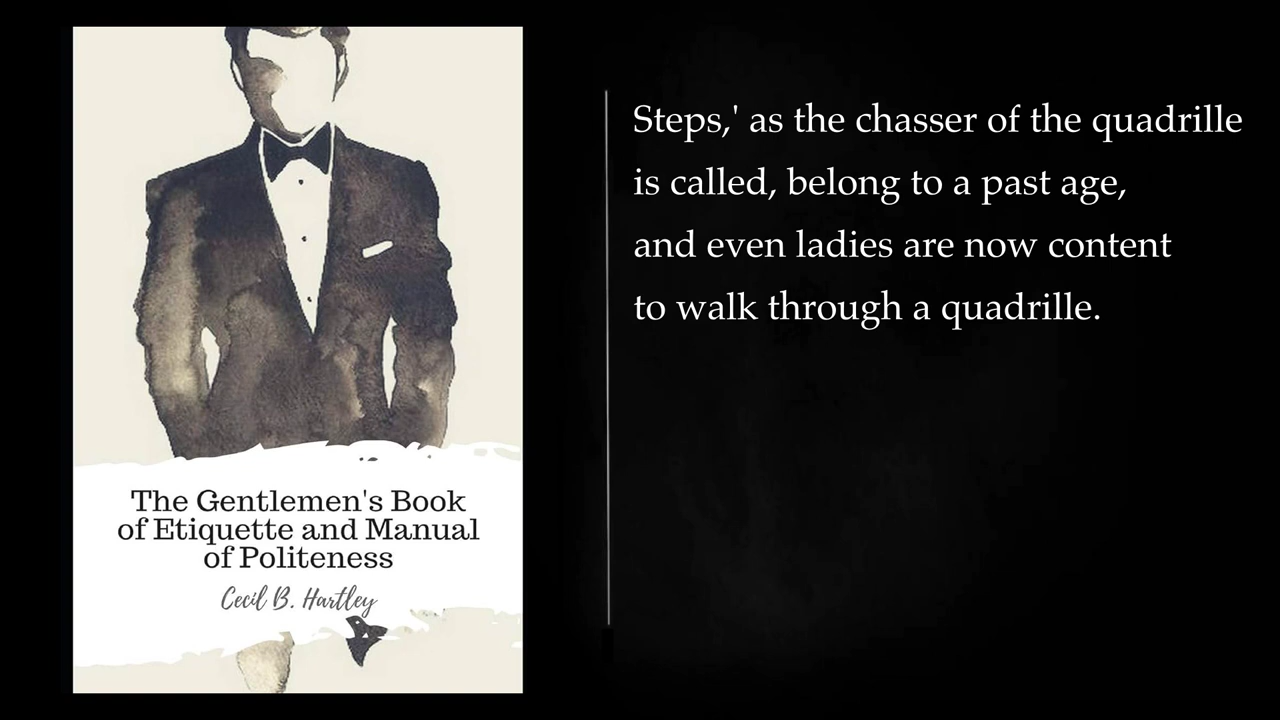 The Gentlemen's Book
of Etiquette and Manual
of Politeness
Cecil B. Hartley
Steps,' as the chasser of the quadrille
is called, belong to a past age,
and even ladies are now content
to walk through a quadrille.